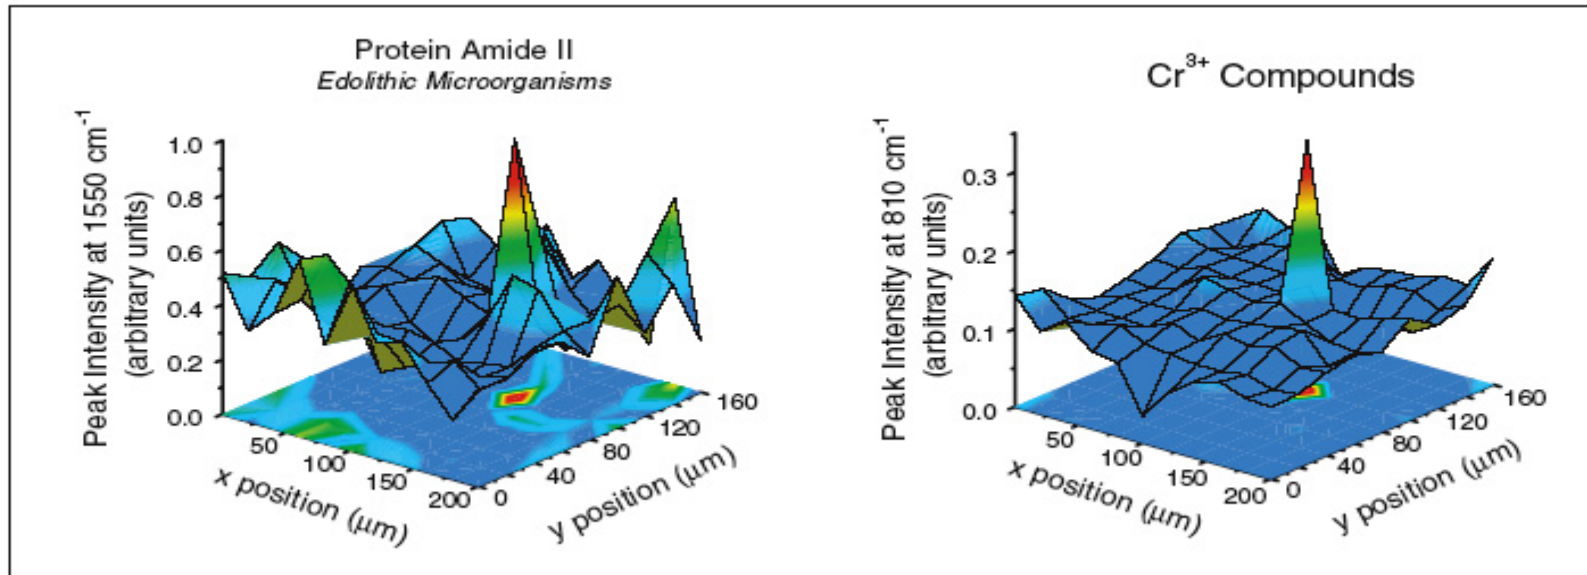 Protein Amide II
Edolithic Microorganisms
Peak Intensity at 1550 cm⁻¹
(arbitrary units)
1.0
0.8
0.6
0.4
0.2
0.0
50
100
150
200
x position (μm)
0
40
80
120
160
y position (μm)
Cr³⁺ Compounds
Peak Intensity at 810 cm⁻¹
(arbitrary units)
0.3
0.2
0.1
0.0
50
100
150
200
x position (μm)
0
40
80
120
160
y position (μm)